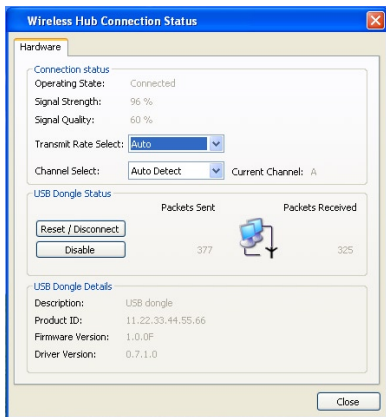 Wireless Hub Connection Status
Hardware
Connection status
Operating State: Connected
Signal Strength: 96 %
Signal Quality: 60 %
Transmit Rate Select: Auto
Channel Select: Auto Detect Current Channel: A
USB Dongle Status
Packets Sent Packets Received
Reset / Disconnect
Disable 377 325
USB Dongle Details
Description: USB dongle
Product ID: 11.22.33.44.55.66
Firmware Version: 1.0.0F
Driver Version: 0.7.1.0
Close